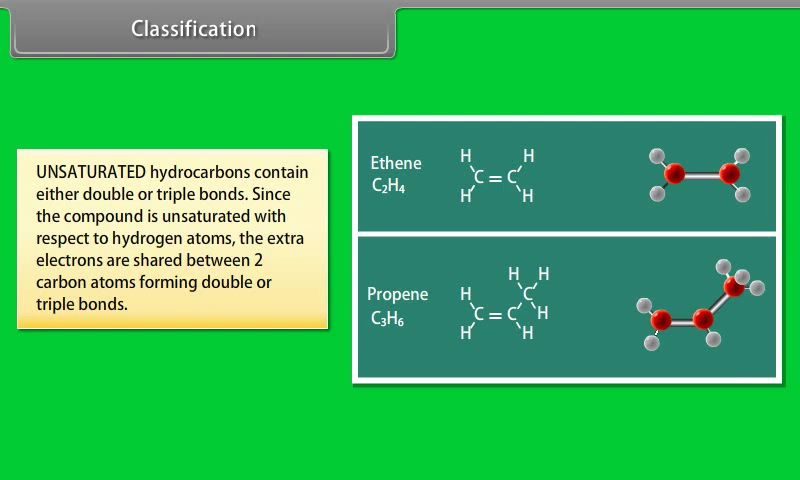 Classification
UNSATURATED hydrocarbons contain
either double or triple bonds. Since
the compound is unsaturated with
respect to hydrogen atoms, the extra
electrons are shared between 2
carbon atoms forming double or
triple bonds.
Ethene
C₂H₄
H H
C = C
H H
Propene
C₃H₆
H H
H C
C = C H
H H